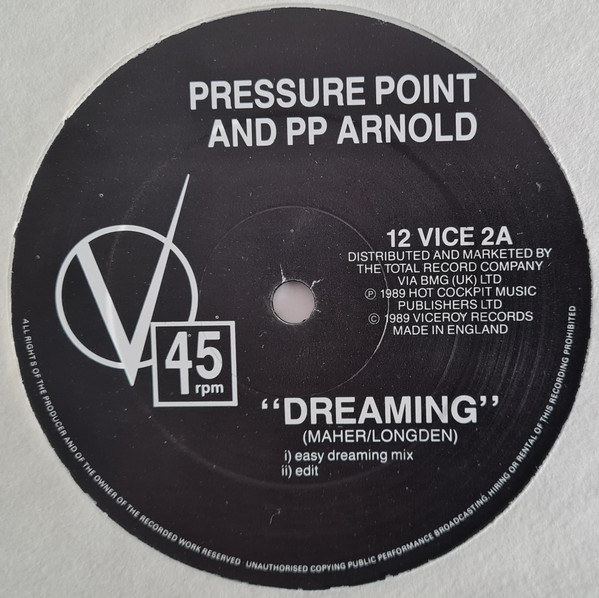 PRESSURE POINT
AND PP ARNOLD
12 VICE 2A
DISTRIBUTED AND MARKETED BY
THE TOTAL RECORD COMPANY
VIA BMG (UK) LTD
℗ 1989 HOT COCKPIT MUSIC
PUBLISHERS LTD
© 1989 VICEROY RECORDS
MADE IN ENGLAND
V
45
rpm
“DREAMING”
(MAHER/LONGDEN)
i) easy dreaming mix
ii) edit
ALL RIGHTS OF THE PRODUCER AND OF THE OWNER OF THE RECORDED WORK RESERVED UNAUTHORISED COPYING PUBLIC PERFORMANCE BROADCASTING, HIRING OR RENTAL OF THIS RECORDING PROHIBITED